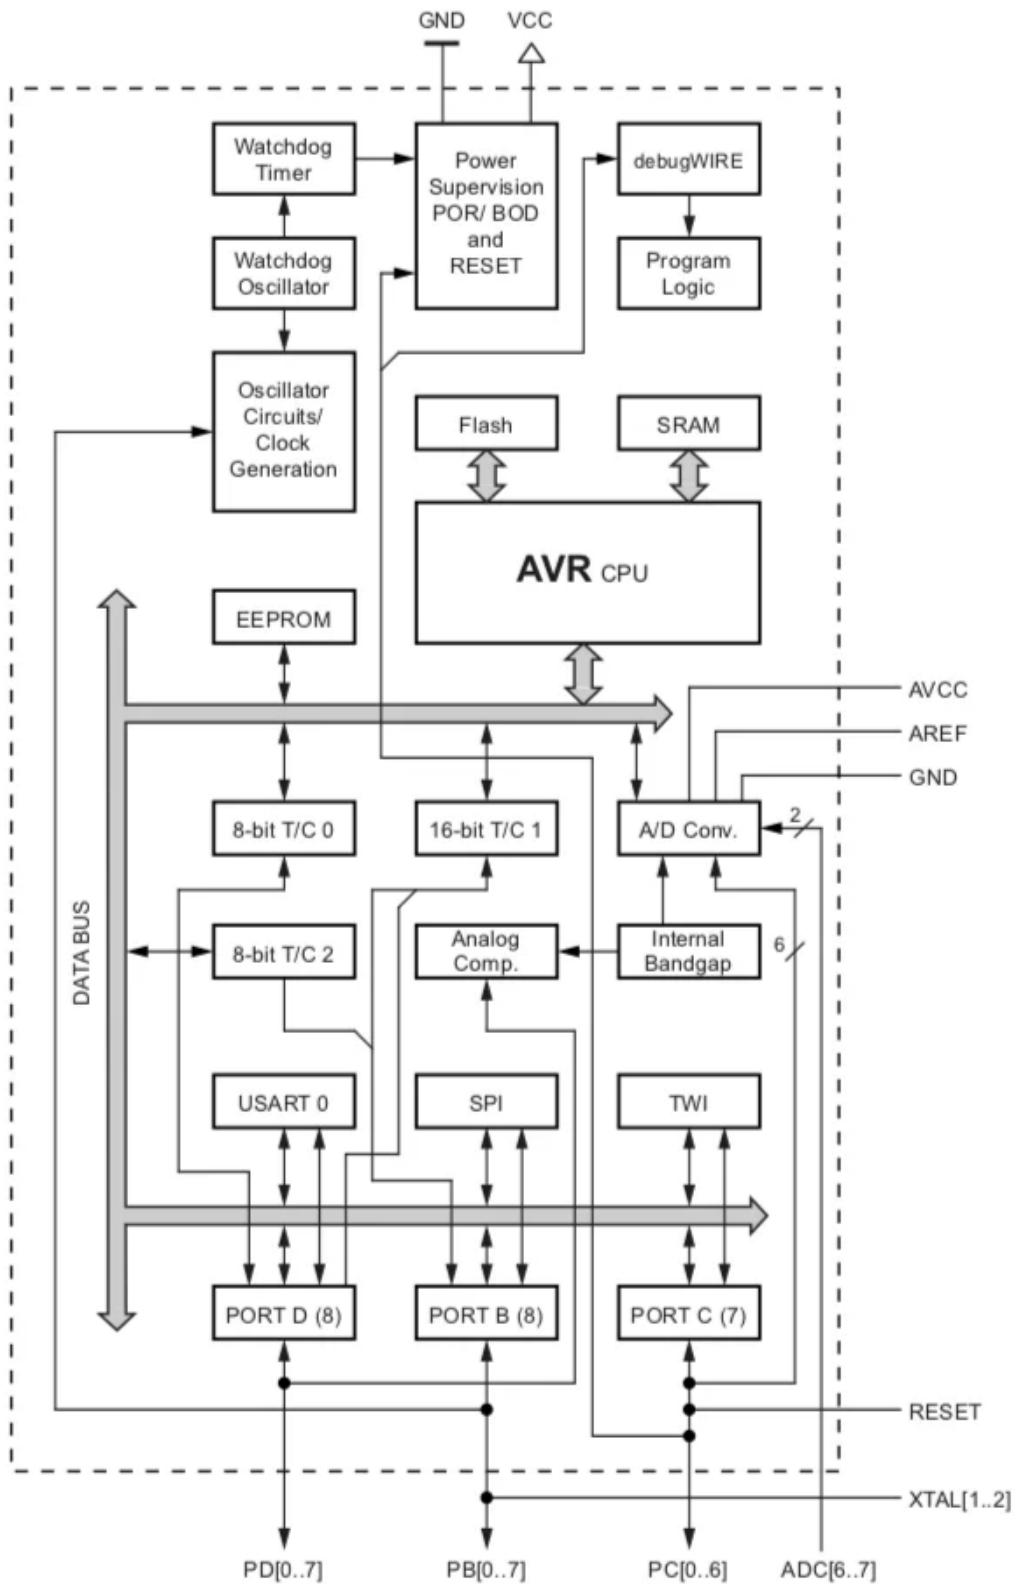 GND
VCC
Watchdog
Timer
Power
Supervision
POR/ BOD
and
RESET
debugWIRE
Watchdog
Oscillator
Program
Logic
Oscillator
Circuits/
Clock
Generation
Flash
SRAM
AVR CPU
EEPROM
AVCC
AREF
GND
8-bit T/C 0
16-bit T/C 1
A/D Conv.
2
DATA BUS
8-bit T/C 2
Analog
Comp.
Internal
Bandgap
6
USART 0
SPI
TWI
PORT D (8)
PORT B (8)
PORT C (7)
RESET
XTAL[1..2]
PD[0..7]
PB[0..7]
PC[0..6]
ADC[6..7]